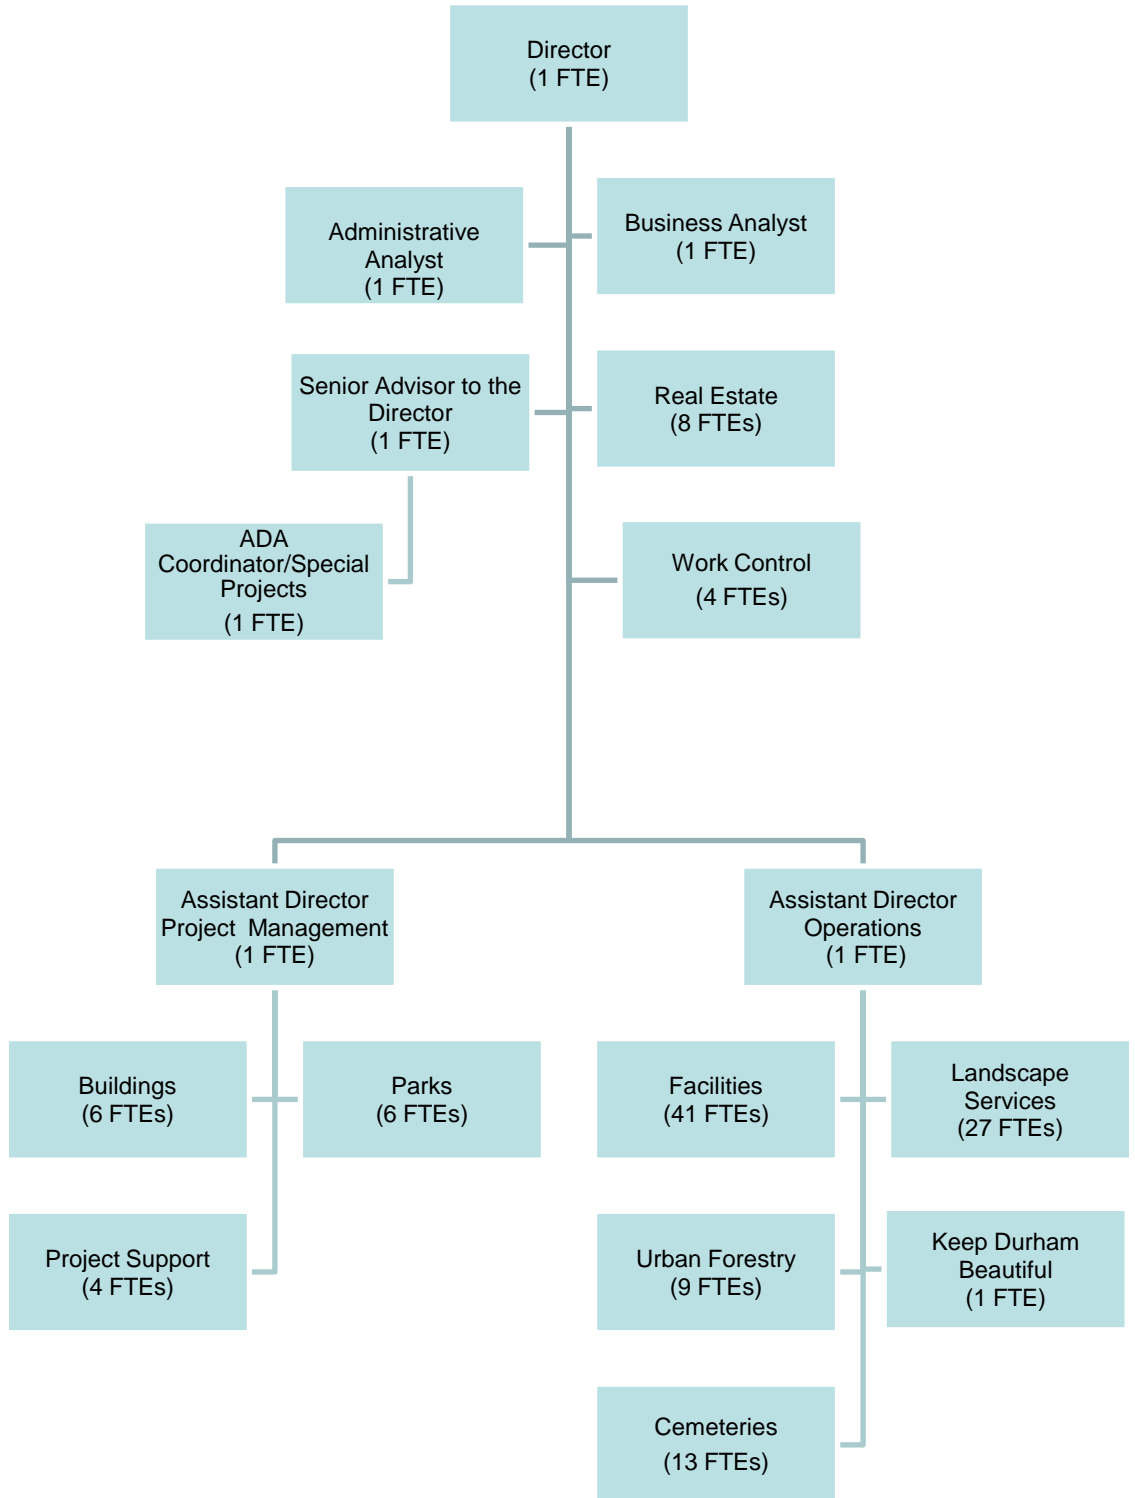 Director
(1 FTE)
Administrative
Analyst
(1 FTE)
Business Analyst
(1 FTE)
Senior Advisor to the
Director
(1 FTE)
Real Estate
(8 FTEs)
ADA
Coordinator/Special
Projects
(1 FTE)
Work Control
(4 FTEs)
Assistant Director
Project Management
(1 FTE)
Assistant Director
Operations
(1 FTE)
Buildings
(6 FTEs)
Parks
(6 FTEs)
Facilities
(41 FTEs)
Landscape
Services
(27 FTEs)
Project Support
(4 FTEs)
Urban Forestry
(9 FTEs)
Keep Durham
Beautiful
(1 FTE)
Cemeteries
(13 FTEs)